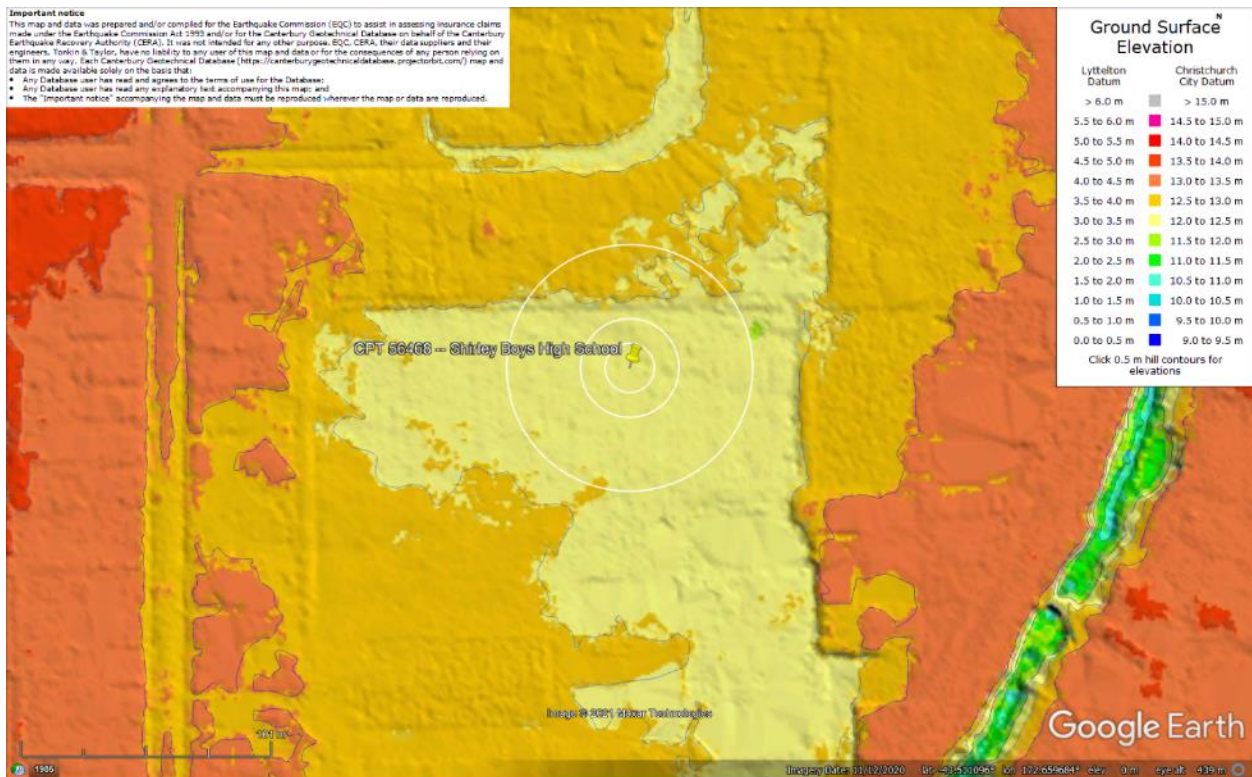 Important notice
This map and data was prepared and/or compiled for the Earthquake Commission (EQC) to assist in assessing insurance claims
made under the Earthquake Commission Act 1993 and/or for the Canterbury Geotechnical Database on behalf of the Canterbury
Earthquake Recovery Authority (CERA). It was not intended for any other purpose. EQC, CERA, their data suppliers and their
engineers, Tonkin & Taylor, have no liability to any user of this map and data or for the consequences of any person relying on
them in any way. Each Canterbury Geotechnical Database (https://canterburygeotechnicaldatabase.projectorbit.com/) map and
data is made available solely on the basis that:
• Any Database user has read and agrees to the terms of use for the Database;
• Any Database user has read any explanatory text accompanying this map; and
• The "Important notice" accompanying the map and data must be reproduced wherever the map or data are reproduced.
N
Ground Surface
Elevation
Lyttelton Christchurch
Datum City Datum
> 6.0 m > 15.0 m
5.5 to 6.0 m 14.5 to 15.0 m
5.0 to 5.5 m 14.0 to 14.5 m
4.5 to 5.0 m 13.5 to 14.0 m
4.0 to 4.5 m 13.0 to 13.5 m
3.5 to 4.0 m 12.5 to 13.0 m
3.0 to 3.5 m 12.0 to 12.5 m
2.5 to 3.0 m 11.5 to 12.0 m
2.0 to 2.5 m 11.0 to 11.5 m
1.5 to 2.0 m 10.5 to 11.0 m
1.0 to 1.5 m 10.0 to 10.5 m
0.5 to 1.0 m 9.5 to 10.0 m
0.0 to 0.5 m 9.0 to 9.5 m
Click 0.5 m hill contours for
elevations
CPT 56468 -- Shirley Boys High School
Image © 2021 Maxar Technologies
Google Earth
101 m
1986
Imagery Date: 11/12/2020 lat lon 172.659684° elev 0 m eye alt 439 m